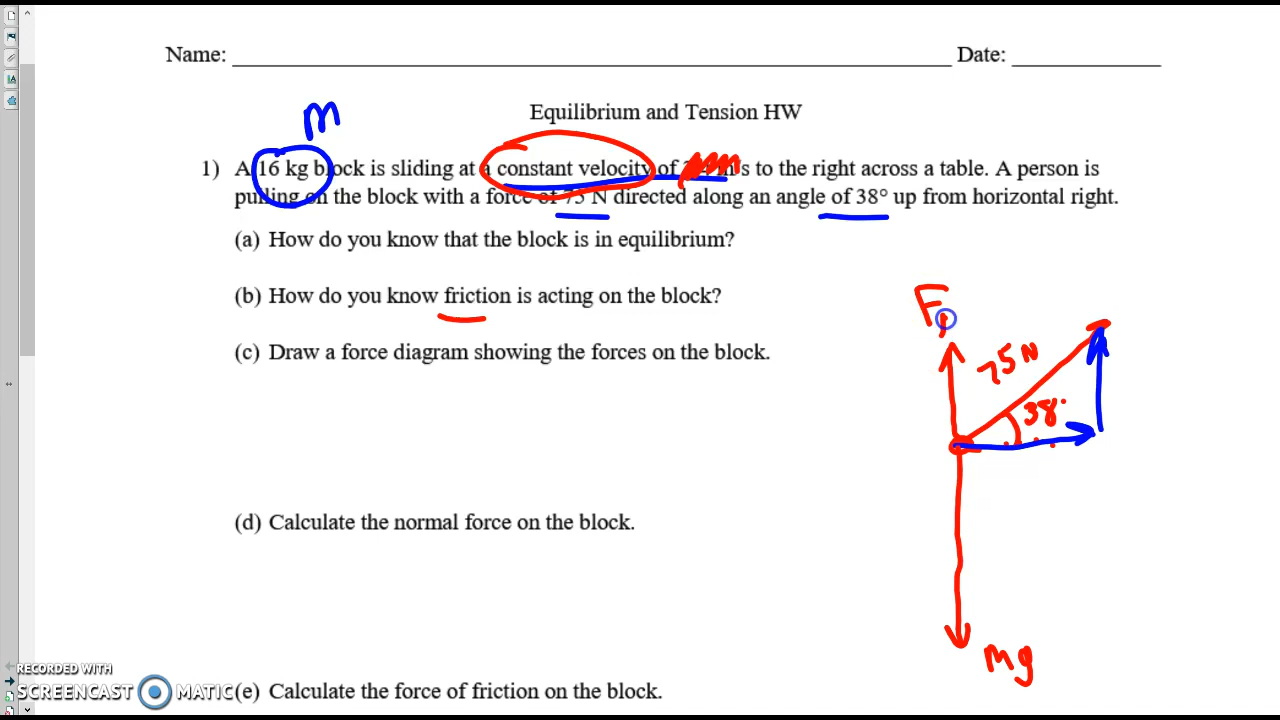 Name: Date:
m
Equilibrium and Tension HW
1) A 16 kg block is sliding at a constant velocity of m/s to the right across a table. A person is
pulling on the block with a force of 75 N directed along an angle of 38° up from horizontal right.
(a) How do you know that the block is in equilibrium?
(b) How do you know friction is acting on the block?
F
(c) Draw a force diagram showing the forces on the block.
75 N
38°
(d) Calculate the normal force on the block.
mg
RECORDED WITH
SCREENCAST MATIC
(e) Calculate the force of friction on the block.